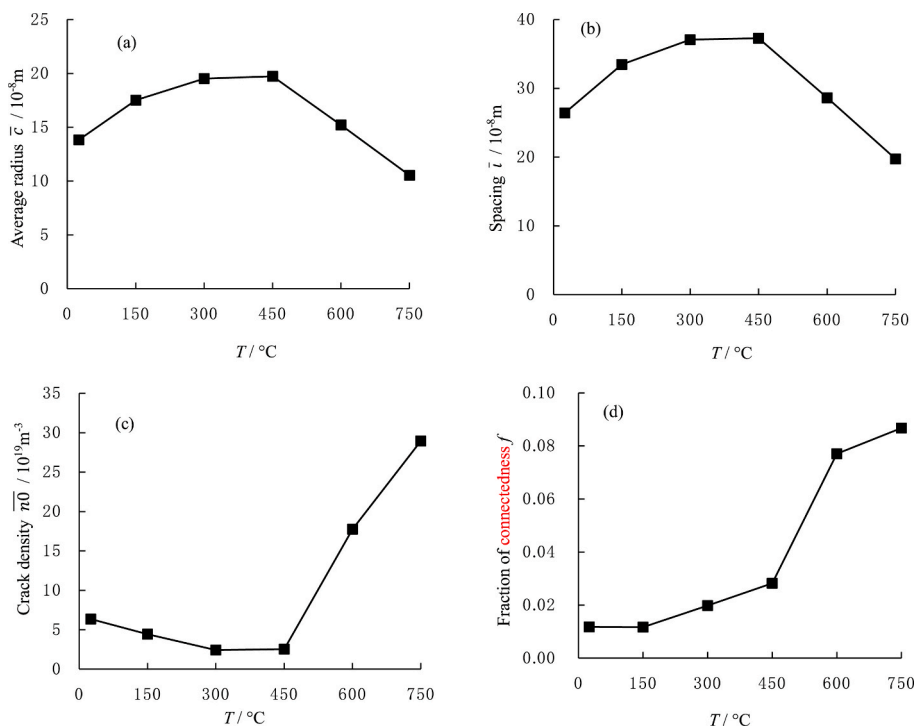 (a)
Average radius c̅ / 10⁻⁸m
25
20
15
10
5
0
0 150 300 450 600 750
T / °C
(b)
Spacing l̅ / 10⁻⁸m
40
30
20
10
0
0 150 300 450 600 750
T / °C
(c)
Crack density n0̅ / 10¹⁹m⁻³
35
30
25
20
15
10
5
0
0 150 300 450 600 750
T / °C
(d)
Fraction of connectedness f
0.10
0.08
0.06
0.04
0.02
0.00
0 150 300 450 600 750
T / °C